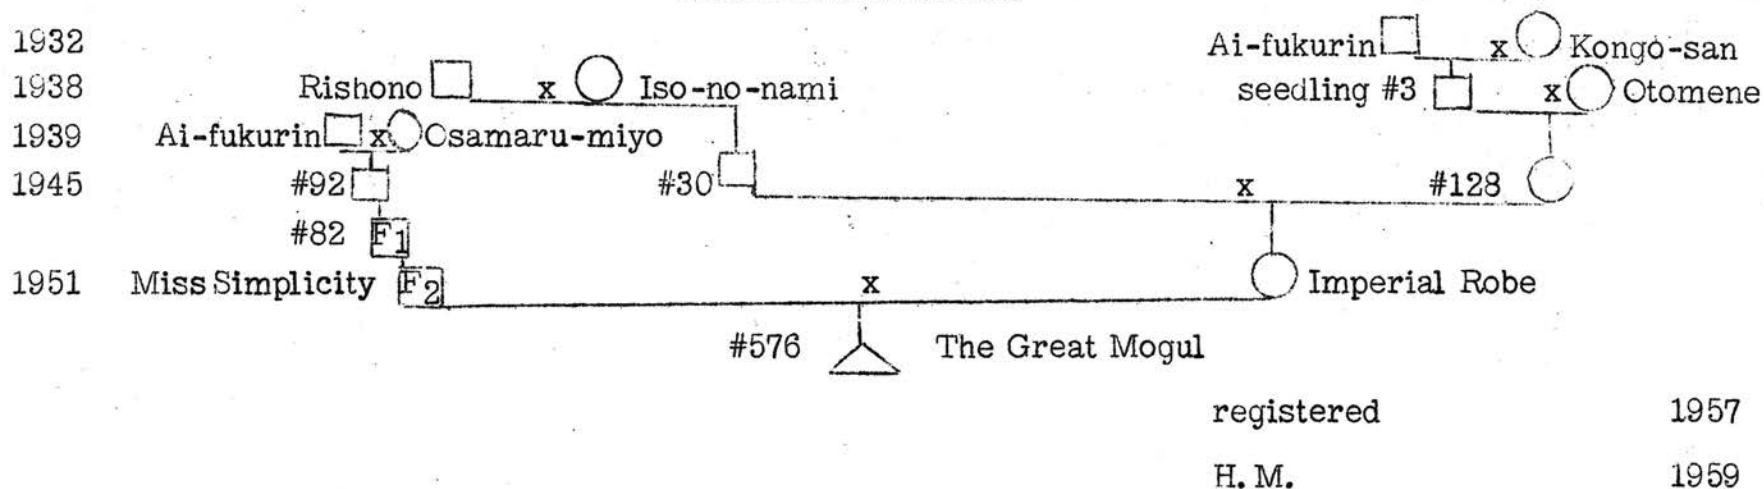 1932 Ai-fukurin x Kongo-san
1938 Rishono x Iso-no-nami seedling #3 x Otomene
1939 Ai-fukurin x Osamaru-miyo
1945 #92 #30 x #128
#82 F1
1951 Miss Simplicity F2 x Imperial Robe
#576 The Great Mogul
registered 1957
H. M. 1959